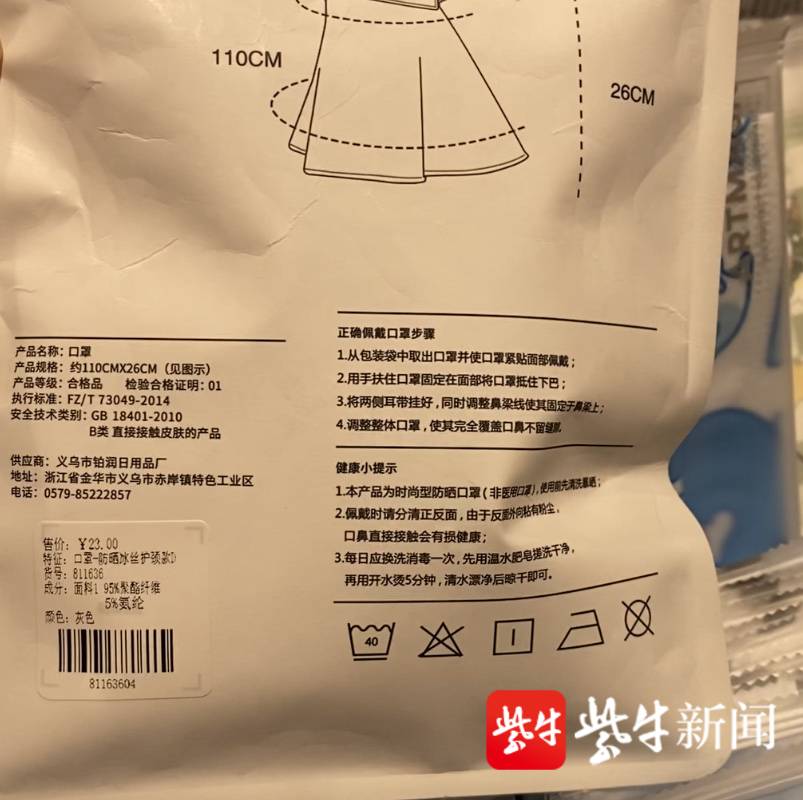 110CM
26CM
产品名称：口罩
产品规格：约110CMX26CM（见图示）
产品等级：合格品 检验合格证明：01
执行标准：FZ/T 73049-2014
安全技术类别：GB 18401-2010
B类 直接接触皮肤的产品
供应商：义乌市铂润日用品厂
地址：浙江省金华市义乌市赤岸镇特色工业区
电话：0579-85222857
售价：￥23.00
特征：口罩-防晒冰丝护颈款D
货号：811636
成分：面料1 95%聚酯纤维
5%氨纶
颜色：灰色
81163604
正确佩戴口罩步骤
1.从包装袋中取出口罩并使口罩紧贴面部佩戴；
2.用手扶住口罩固定在面部将口罩抵住下巴；
3.将两侧耳带挂好，同时调整鼻梁线使其固定于鼻梁上；
4.调整整体口罩，使其完全覆盖口鼻不留缝隙
健康小提示
1.本产品为时尚型防晒口罩（非医用口罩），使用前先清洗暴晒；
2.佩戴时请分清正反面，由于反面外向粘有粉尘，
口鼻直接接触会有损健康；
3.每日应换洗消毒一次，先用温水肥皂搓洗干净，
再用开水烫5分钟，清水漂净后晾干即可。
40
RTM
紫牛 紫牛新闻